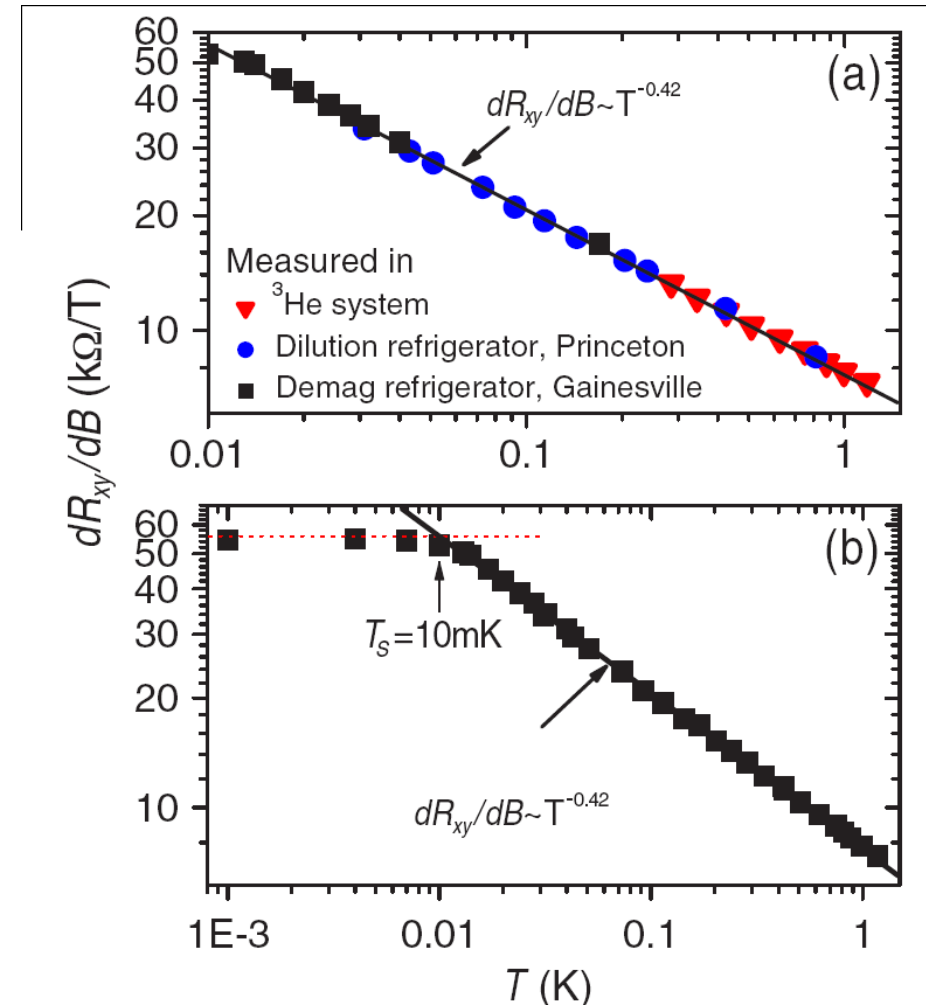 60
50
40
30
20
10
(a)
dR_xy/dB~T^-0.42
Measured in
³He system
Dilution refrigerator, Princeton
Demag refrigerator, Gainesville
0.01 0.1 1
dR_xy/dB (kΩ/T)
60
50
40
30
20
10
(b)
T_S=10mK
dR_xy/dB~T^-0.42
1E-3 0.01 0.1 1
T (K)